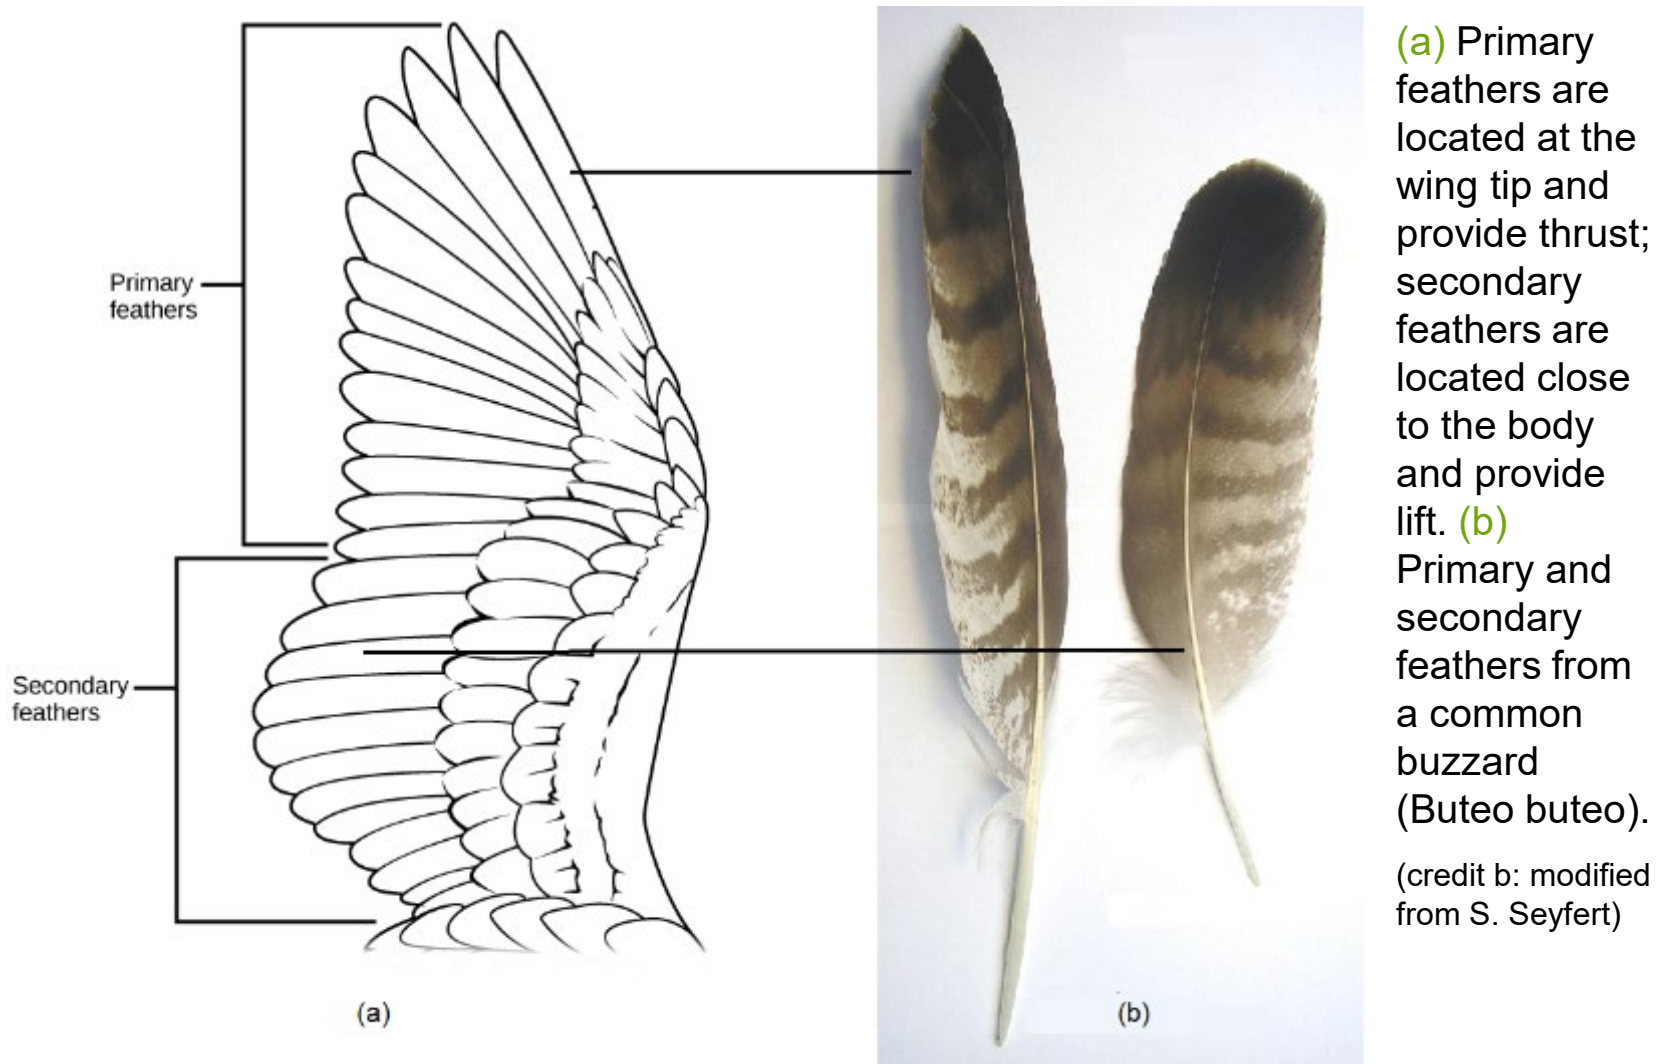 Primary
feathers
Secondary
feathers
(a)
(b)
(a) Primary
feathers are
located at the
wing tip and
provide thrust;
secondary
feathers are
located close
to the body
and provide
lift. (b)
Primary and
secondary
feathers from
a common
buzzard
(Buteo buteo).
(credit b: modified
from S. Seyfert)